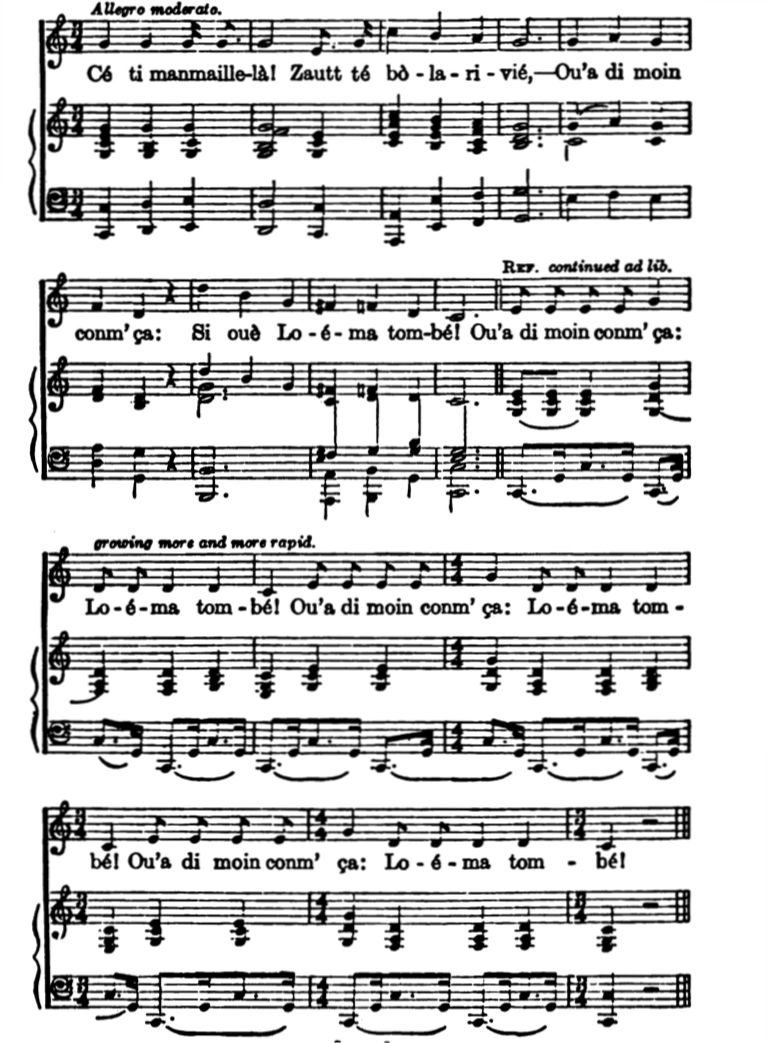 Allegro moderato.
Cé ti manmaille-là! Zautt té bò - la - ri - vié,—Ou'a di moin
REF. continued ad lib.
conm' ça: Si ouè Lo - é - ma tom-bé! Ou'a di moin conm' ça:
growing more and more rapid.
Lo - é - ma tom - bé! Ou'a di moin conm' ça: Lo - é - ma tom -
bé! Ou'a di moin conm' ça: Lo - é - ma tom - bé!